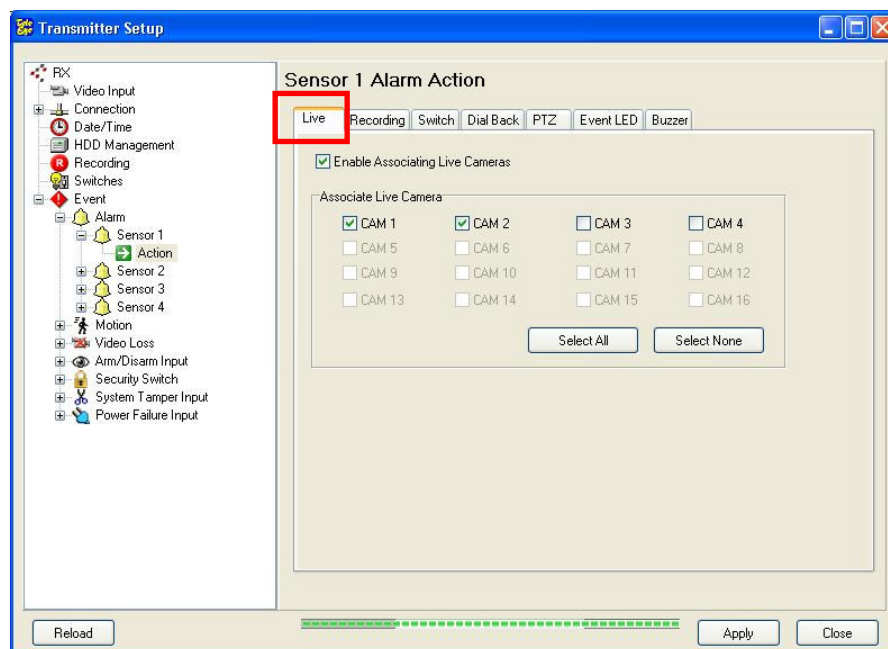 Transmitter Setup
RX
Video Input
Connection
Date/Time
HDD Management
Recording
Switches
Event
Alarm
Sensor 1
Action
Sensor 2
Sensor 3
Sensor 4
Motion
Video Loss
Arm/Disarm Input
Security Switch
System Tamper Input
Power Failure Input
Sensor 1 Alarm Action
Live Recording Switch Dial Back PTZ Event LED Buzzer
Enable Associating Live Cameras
Associate Live Camera
CAM 1 CAM 2 CAM 3 CAM 4
CAM 5 CAM 6 CAM 7 CAM 8
CAM 9 CAM 10 CAM 11 CAM 12
CAM 13 CAM 14 CAM 15 CAM 16
Select All Select None
Reload Apply Close